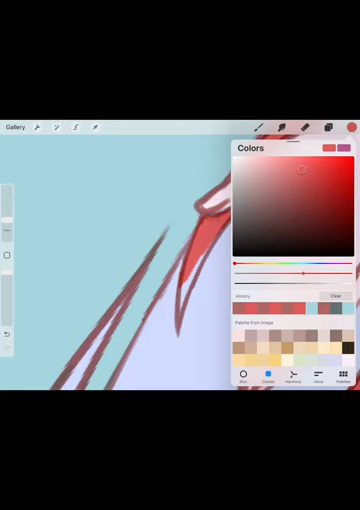 Gallery
Colors
History
Clear
Palette from image
Disc
Classic
Harmony
Value
Palettes